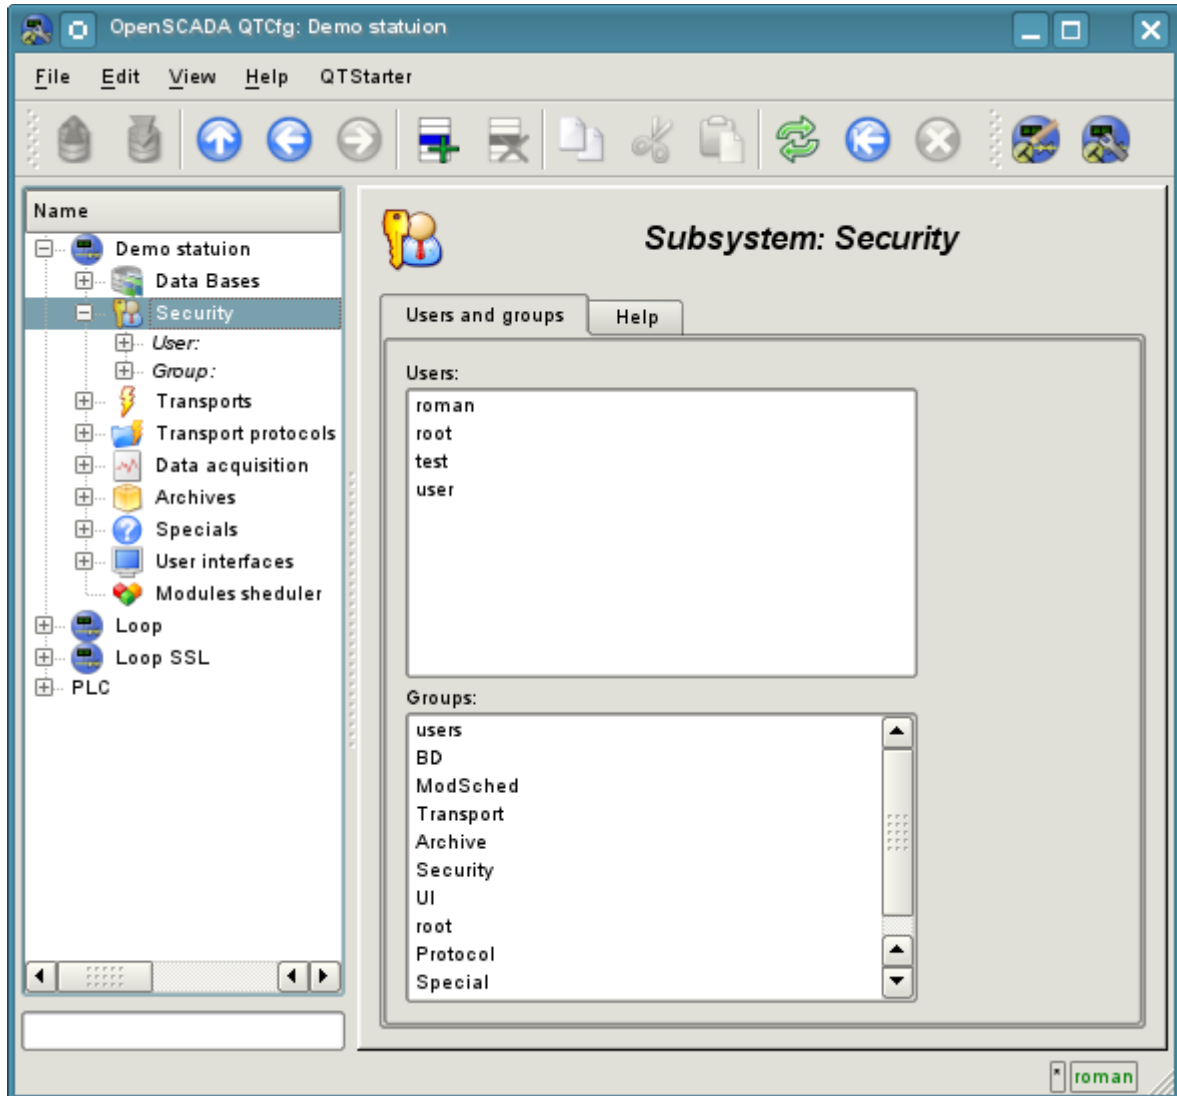 OpenSCADA QTCfg: Demo statuion
File Edit View Help QTStarter
Name
Demo statuion
Data Bases
Security
User:
Group:
Transports
Transport protocols
Data acquisition
Archives
Specials
User interfaces
Modules sheduler
Loop
Loop SSL
PLC
Subsystem: Security
Users and groups Help
Users:
roman
root
test
user
Groups:
users
BD
ModSched
Transport
Archive
Security
UI
root
Protocol
Special
* roman